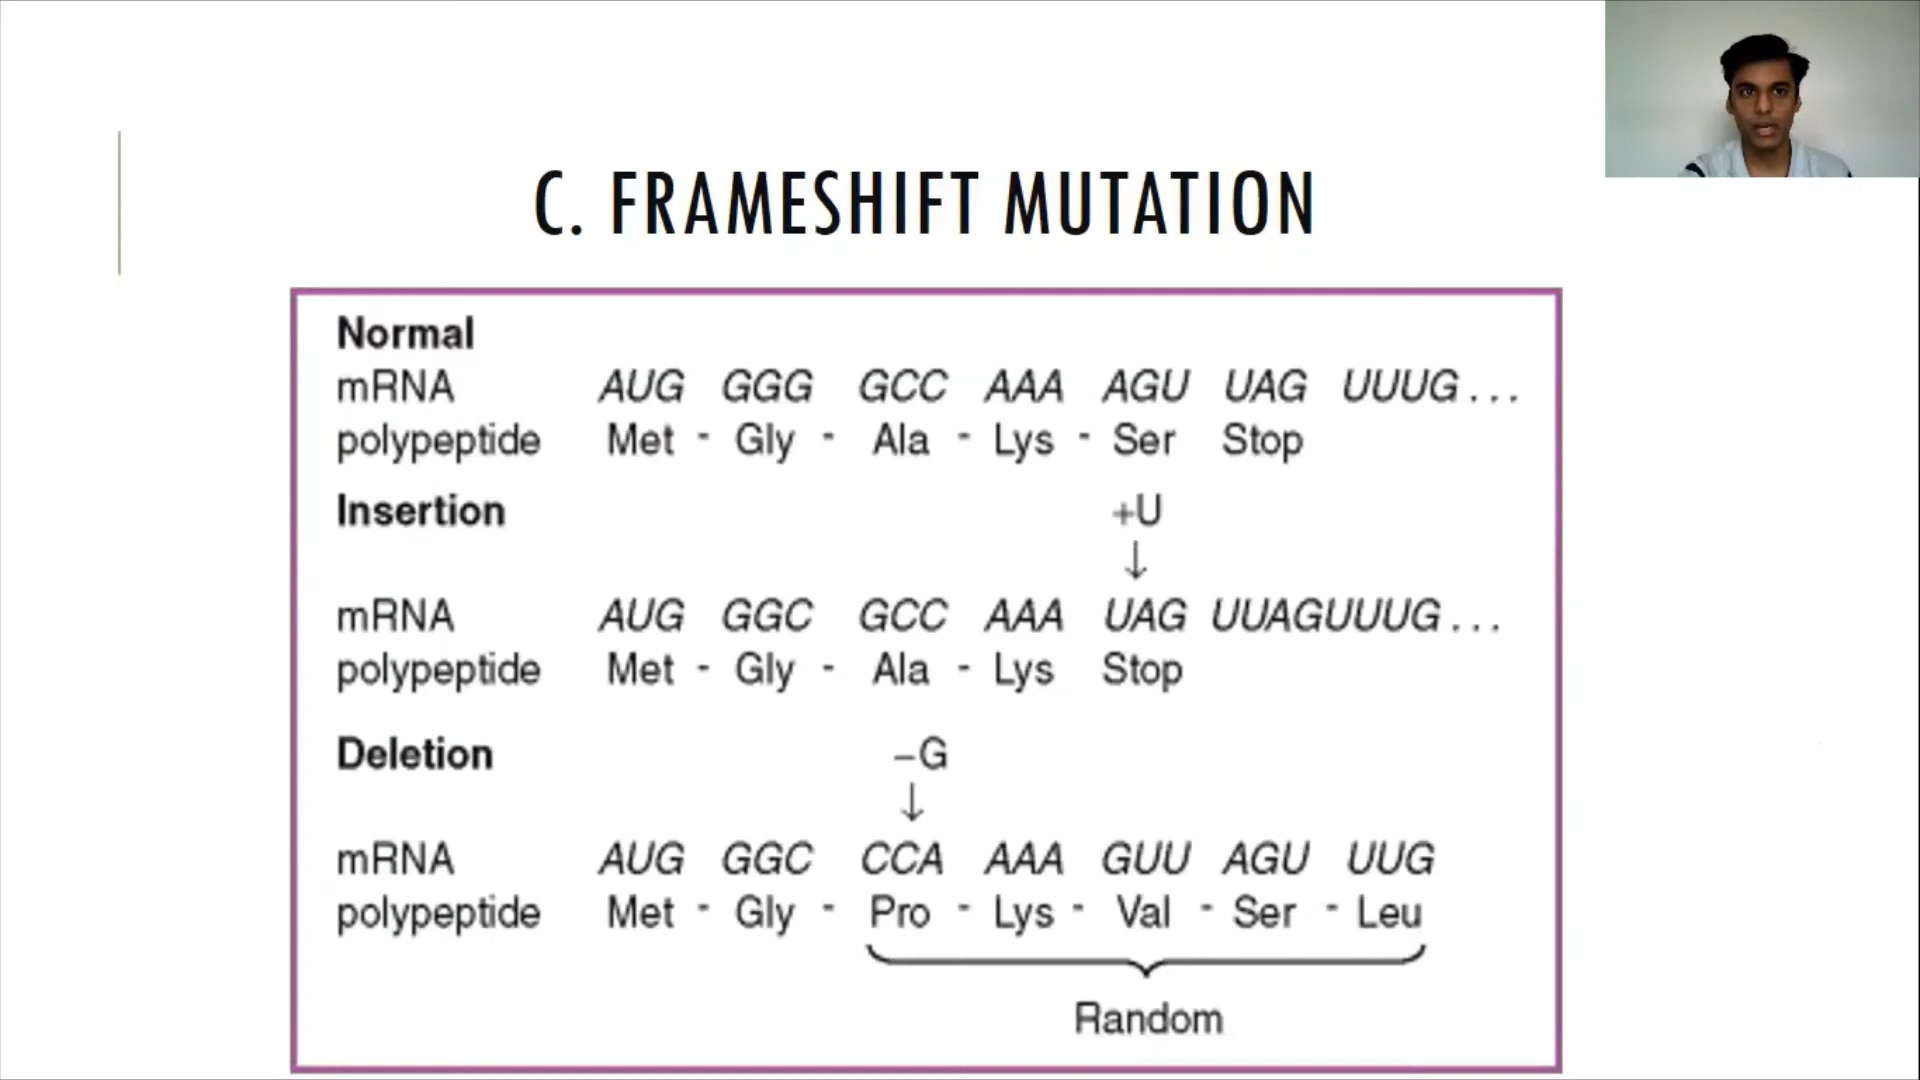 C. FRAMESHIFT MUTATION
Normal
mRNA AUG GGG GCC AAA AGU UAG UUUG...
polypeptide Met - Gly - Ala - Lys - Ser Stop
Insertion +U
↓
mRNA AUG GGC GCC AAA UAG UUAGUUUG...
polypeptide Met - Gly - Ala - Lys Stop
Deletion –G
↓
mRNA AUG GGC CCA AAA GUU AGU UUG
polypeptide Met - Gly - Pro - Lys - Val - Ser - Leu
Random